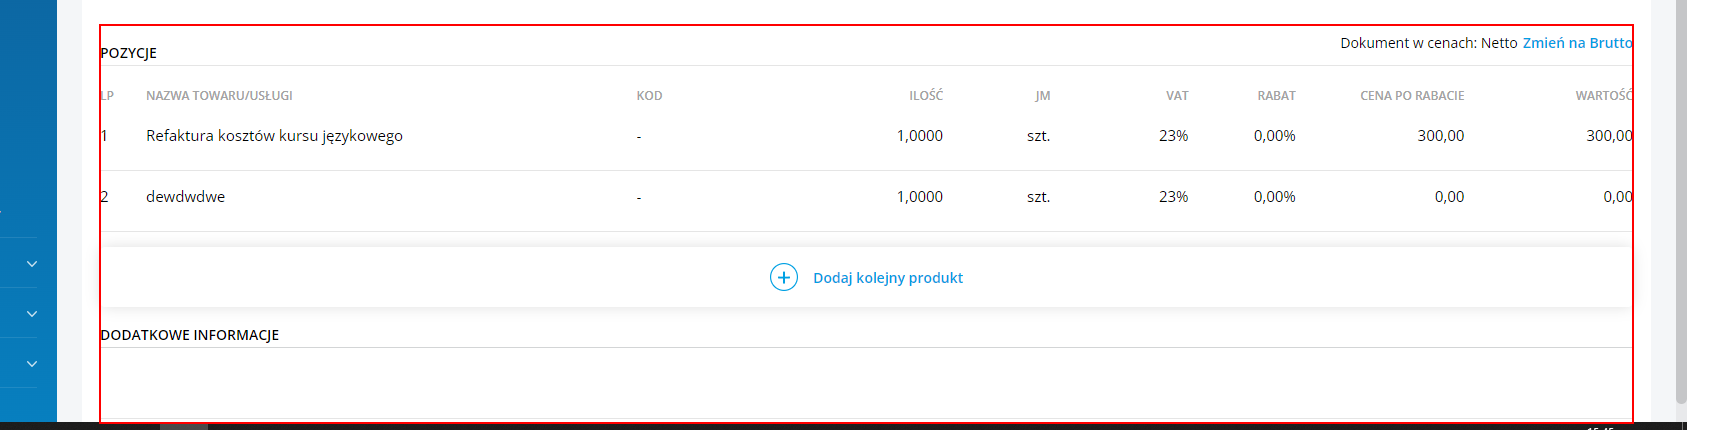 Dokument w cenach: Netto Zmień na Brutto
POZYCJE
LP NAZWA TOWARU/USŁUGI KOD ILOŚĆ JM VAT RABAT CENA PO RABACIE WARTOŚĆ
1 Refaktura kosztów kursu językowego - 1,0000 szt. 23% 0,00% 300,00 300,00
2 dewdwdwe - 1,0000 szt. 23% 0,00% 0,00 0,00
Dodaj kolejny produkt
DODATKOWE INFORMACJE